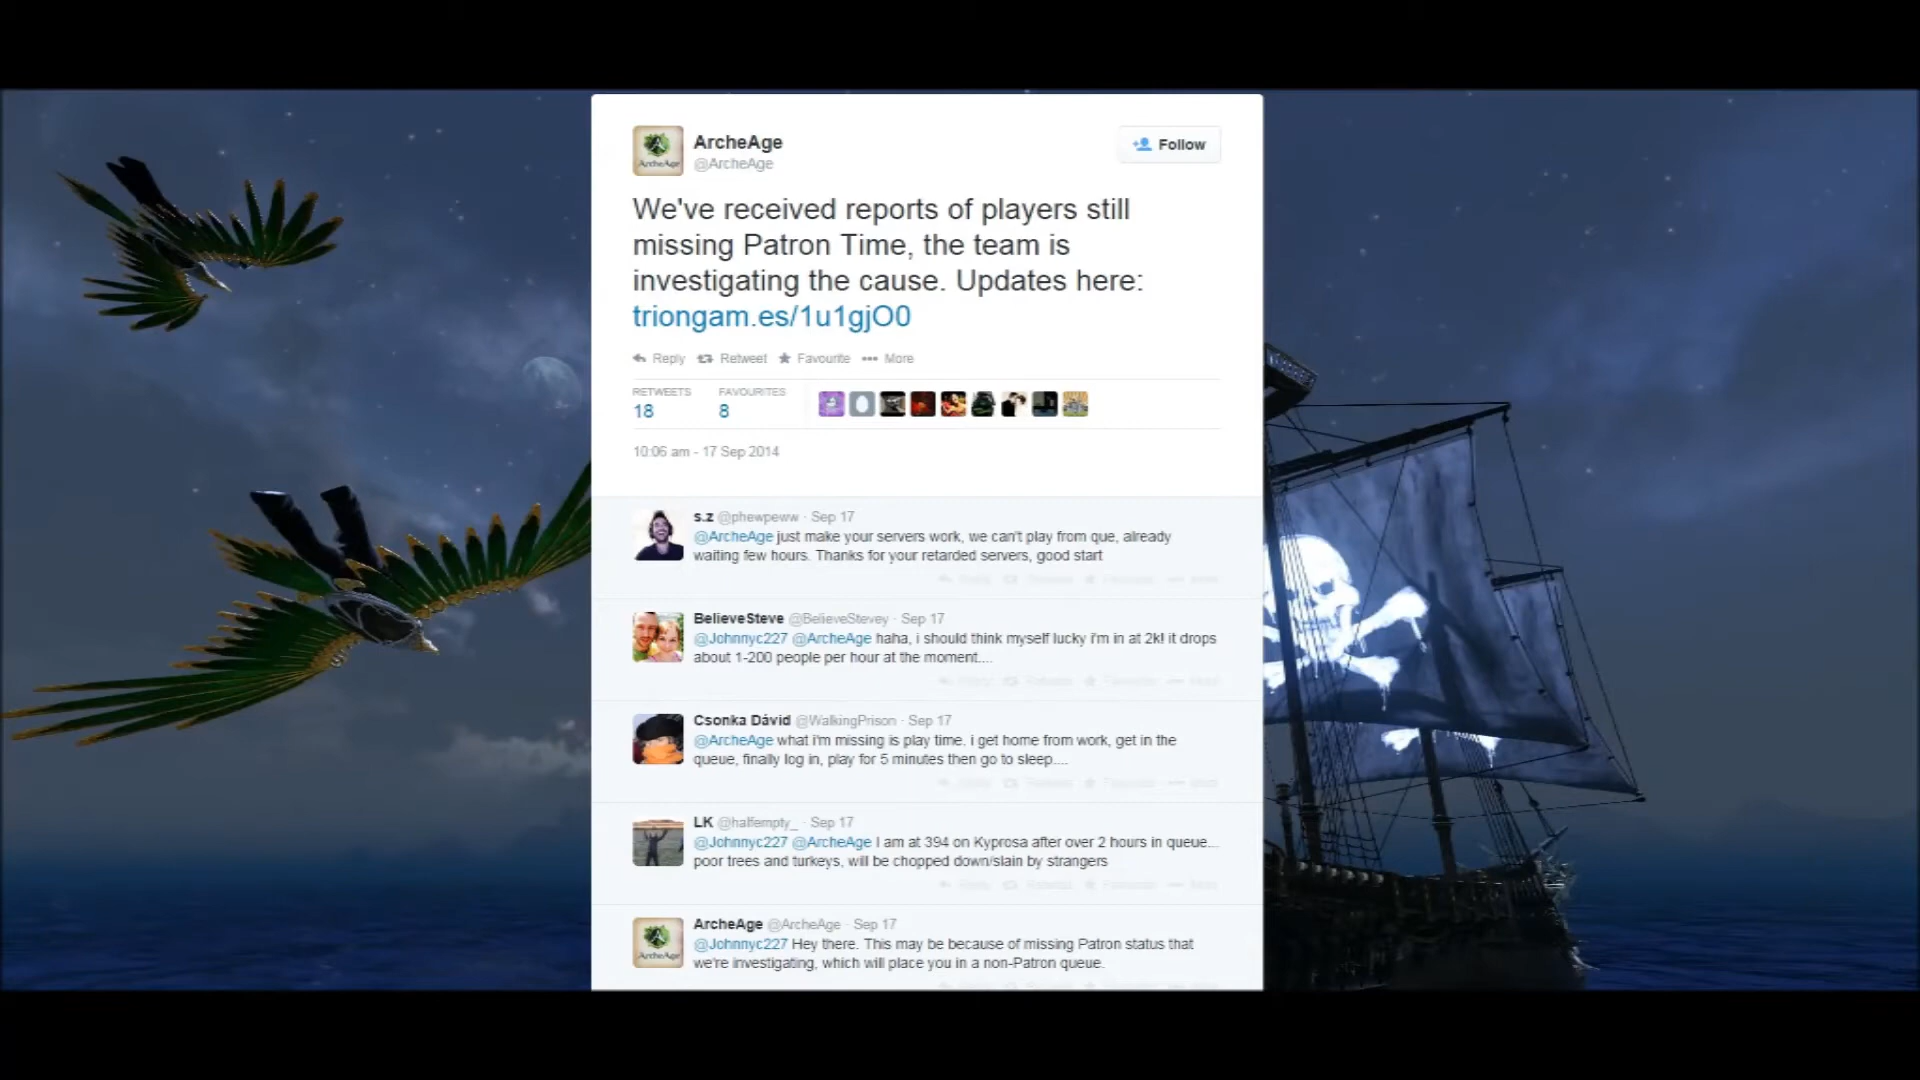 ArcheAge
@ArcheAge
Follow
We've received reports of players still
missing Patron Time, the team is
investigating the cause. Updates here:
triongam.es/1u1gjO0
Reply Retweet Favourite More
RETWEETS FAVOURITES
18 8
10:06 am - 17 Sep 2014
s.z @phewpeww · Sep 17
@ArcheAge just make your servers work, we can't play from que, already
waiting few hours. Thanks for your retarded servers, good start
BelieveSteve @BelieveStevey · Sep 17
@Johnnyc227 @ArcheAge haha, i should think myself lucky i'm in at 2k! it drops
about 1-200 people per hour at the moment....
Csonka Dávid @WalkingPrison · Sep 17
@ArcheAge what i'm missing is play time. i get home from work, get in the
queue, finally log in, play for 5 minutes then go to sleep....
LK @halfempty_ · Sep 17
@Johnnyc227 @ArcheAge I am at 394 on Kyprosa after over 2 hours in queue...
poor trees and turkeys, will be chopped down/slain by strangers
ArcheAge @ArcheAge · Sep 17
@Johnnyc227 Hey there. This may be because of missing Patron status that
we're investigating, which will place you in a non-Patron queue.